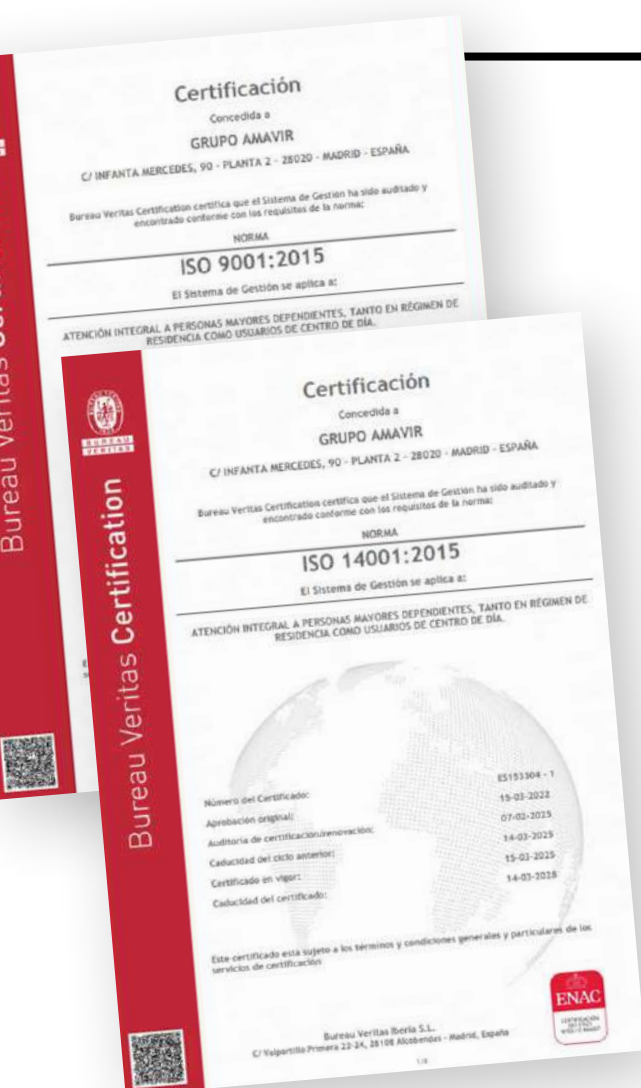 Certificación
Concedida a
GRUPO AMAVIR
C/ INFANTA MERCEDES, 90 - PLANTA 2 - 28020 - MADRID - ESPAÑA
Bureau Veritas Certification certifica que el Sistema de Gestión ha sido auditado y
encontrado conforme con los requisitos de la norma:
NORMA
ISO 9001:2015
El Sistema de Gestión se aplica a:
ATENCIÓN INTEGRAL A PERSONAS MAYORES DEPENDIENTES, TANTO EN RÉGIMEN DE
RESIDENCIA COMO USUARIOS DE CENTRO DE DÍA.
Bureau Veritas
BUREAU
VERITAS
Bureau Veritas Certification
Certificación
Concedida a
GRUPO AMAVIR
C/ INFANTA MERCEDES, 90 - PLANTA 2 - 28020 - MADRID - ESPAÑA
Bureau Veritas Certification certifica que el Sistema de Gestión ha sido auditado y
encontrado conforme con los requisitos de la norma:
NORMA
ISO 14001:2015
El Sistema de Gestión se aplica a:
ATENCIÓN INTEGRAL A PERSONAS MAYORES DEPENDIENTES, TANTO EN RÉGIMEN DE
RESIDENCIA COMO USUARIOS DE CENTRO DE DÍA.
Número del Certificado: ES153304 - 1
Aprobación original: 15-03-2022
Auditoría de certificación/renovación: 07-02-2025
Caducidad del ciclo anterior: 14-03-2025
Certificado en vigor: 15-03-2025
Caducidad del certificado: 14-03-2028
Este certificado está sujeto a los términos y condiciones generales y particulares de los
servicios de certificación
Bureau Veritas Iberia S.L.
C/ Valportillo Primera 22-24, 28108 Alcobendas - Madrid, España
ENAC